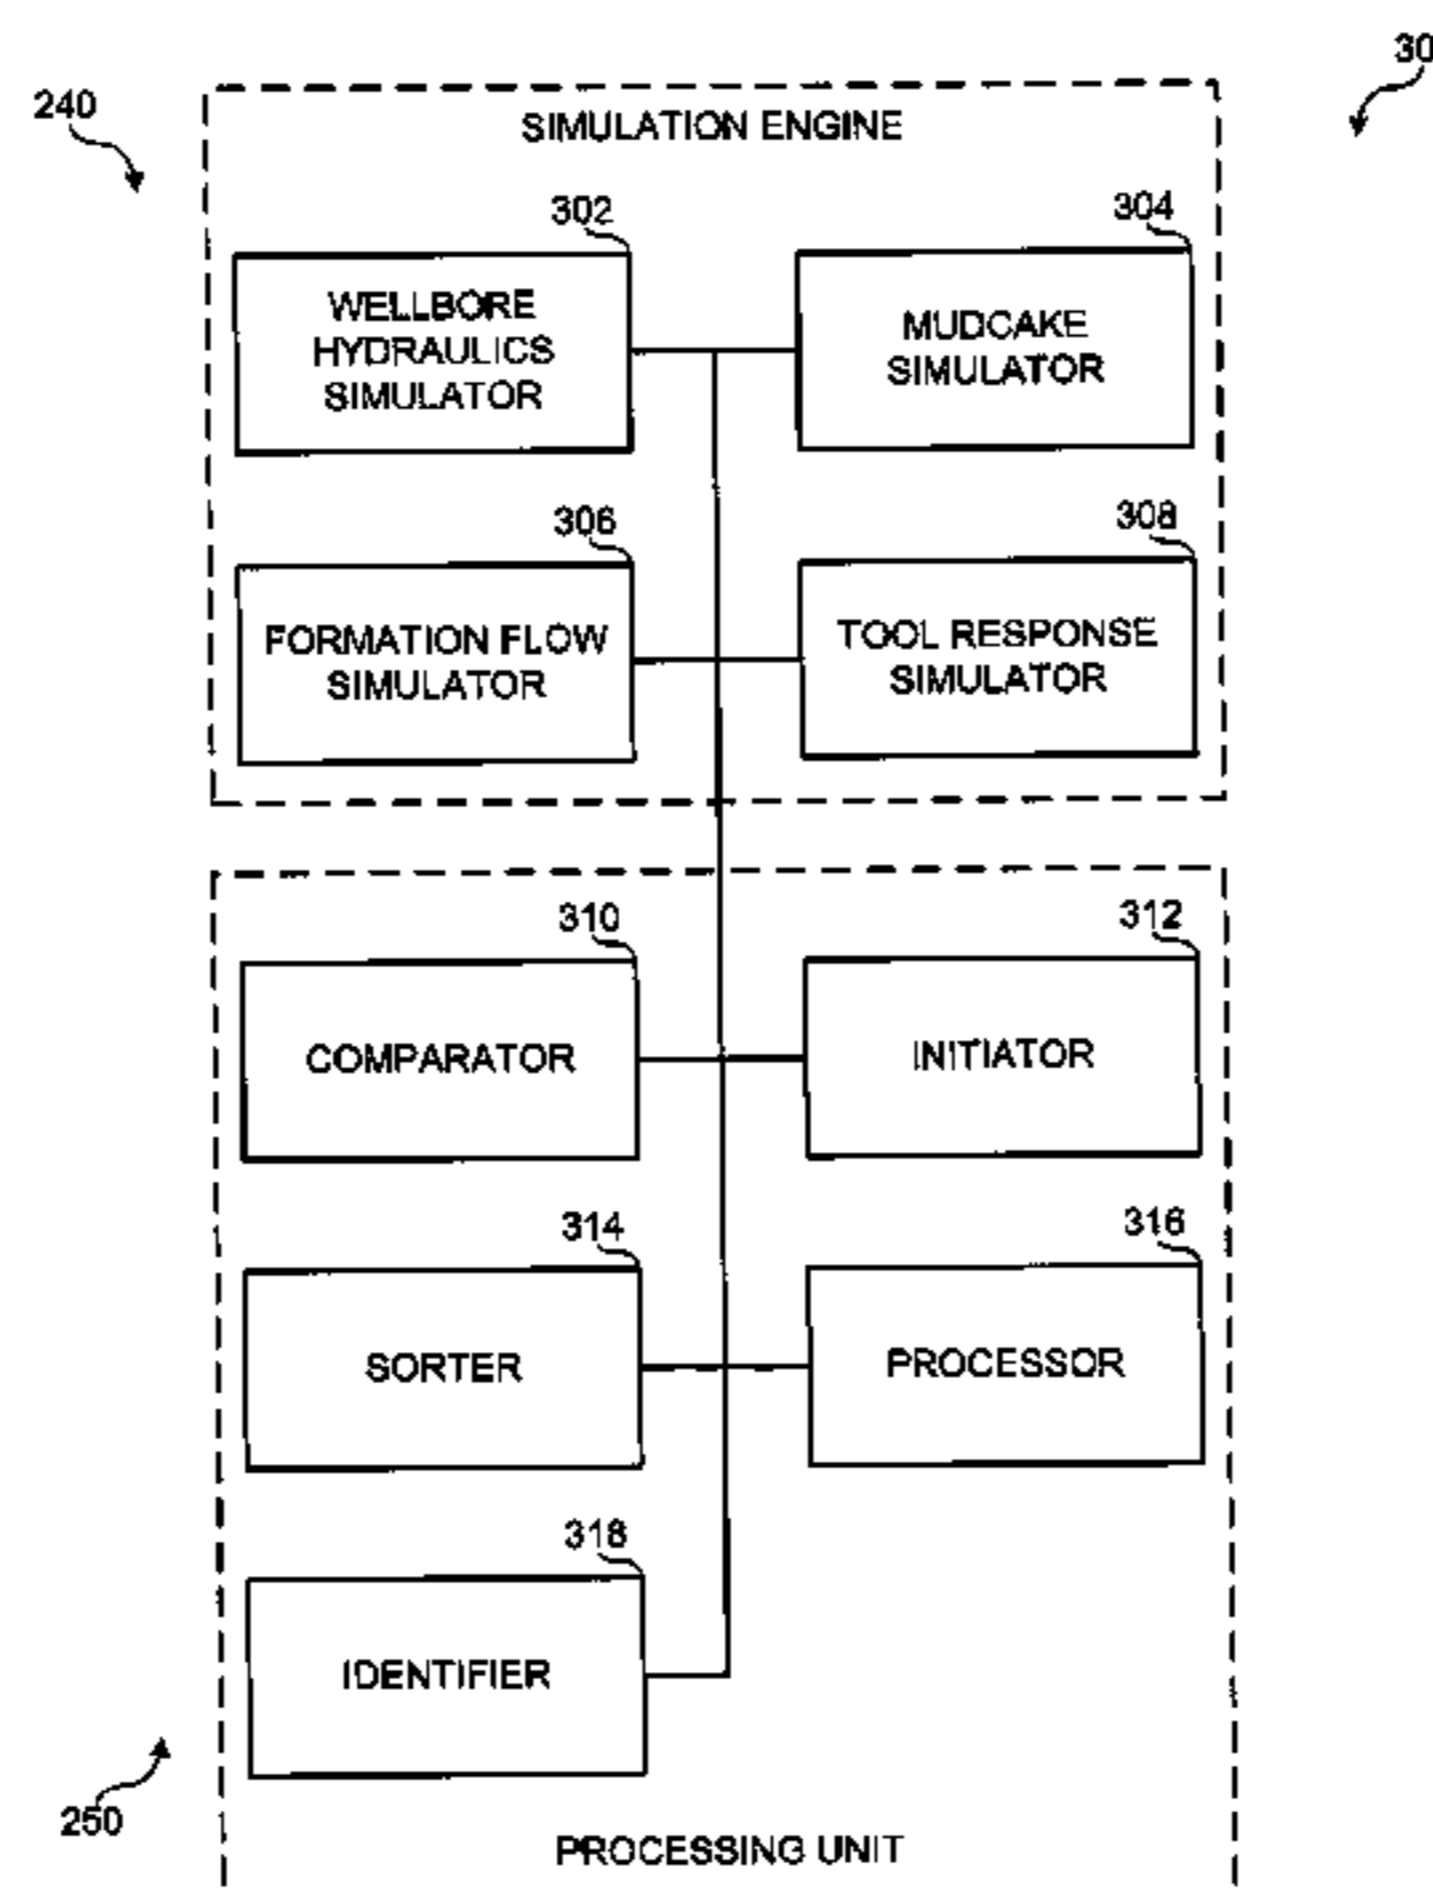 30
240
SIMULATION ENGINE
302
304
WELLBORE
HYDRAULICS
SIMULATOR
MUDCAKE
SIMULATOR
306
308
FORMATION FLOW
SIMULATOR
TOOL RESPONSE
SIMULATOR
310
312
COMPARATOR
INITIATOR
314
316
SORTER
PROCESSOR
318
IDENTIFIER
250
PROCESSING UNIT